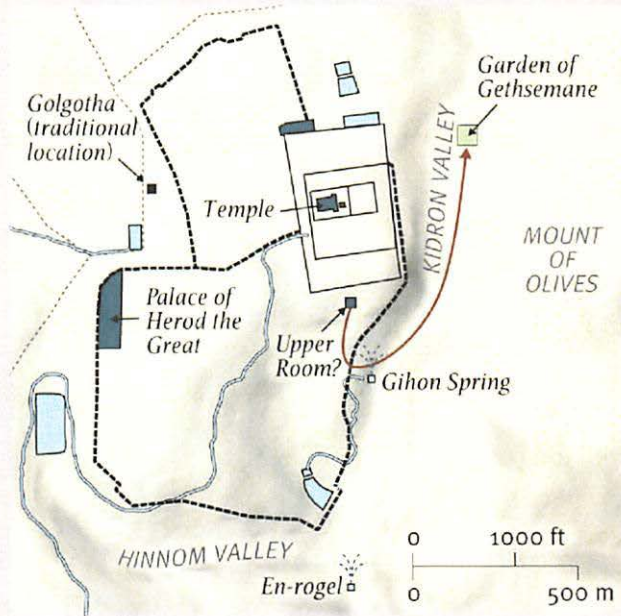 Golgotha
(traditional
location)
Garden of
Gethsemane
KIDRON VALLEY
Temple
MOUNT
OF
OLIVES
Palace of
Herod the
Great
Upper
Room?
Gihon Spring
HINNOM VALLEY
En-rogel
0 1000 ft
0 500 m